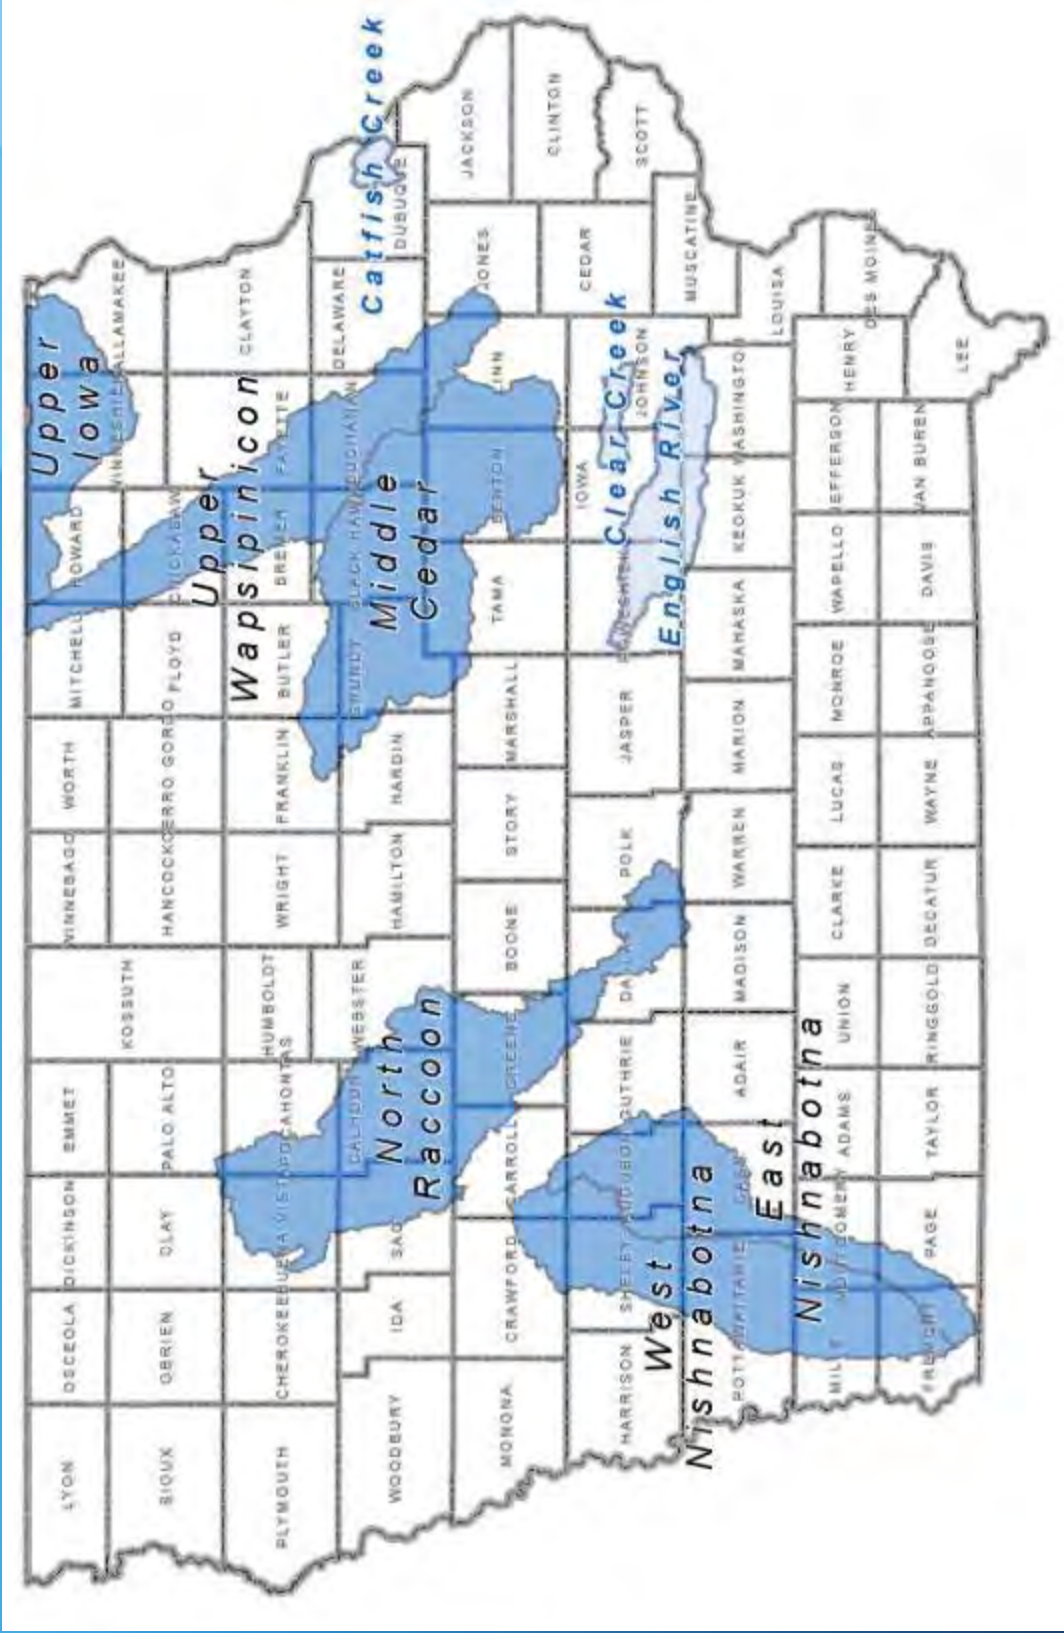 LYON
OSCEOLA
DICKINSON
EMMET
KOSSUTH
WINNEBAGO
WORTH
MITCHELL
HOWARD
Upper
Iowa
WINNESHIEK
ALLAMAKEE
SIOUX
OBRIEN
CLAY
PALO ALTO
HANCOCK
CERRO GORDO
FLOYD
CHICKASAW
Upper
Wapsipinicon
FAYETTE
CLAYTON
PLYMOUTH
CHEROKEE
BUENA VISTA
POCAHONTAS
HUMBOLDT
WRIGHT
FRANKLIN
BUTLER
BREMER
WOODBURY
IDA
SAC
CALHOUN
WEBSTER
HAMILTON
HARDIN
GRUNDY
BLACK HAWK
BUCHANAN
DELAWARE
DUBUQUE
Catfish Creek
North
Raccoon
Middle
Cedar
MONONA
CRAWFORD
CARROLL
GREENE
BOONE
STORY
MARSHALL
TAMA
BENTON
LINN
JONES
JACKSON
CLINTON
HARRISON
SHELBY
AUDUBON
GUTHRIE
DA
POLK
JASPER
POWESHIEK
IOWA
JOHNSON
CEDAR
SCOTT
Clear Creek
English River
West
Nishnabotna
POTTAWATTAMIE
CASS
ADAIR
MADISON
WARREN
MARION
MAHASKA
KEOKUK
WASHINGTON
MUSCATINE
LOUISA
East
Nishnabotna
MILLS
MONTGOMERY
ADAMS
UNION
CLARKE
LUCAS
MONROE
WAPELLO
JEFFERSON
HENRY
DES MOINES
FREMONT
PAGE
TAYLOR
RINGGOLD
DECATUR
WAYNE
APPANOOSE
DAVIS
VAN BUREN
LEE